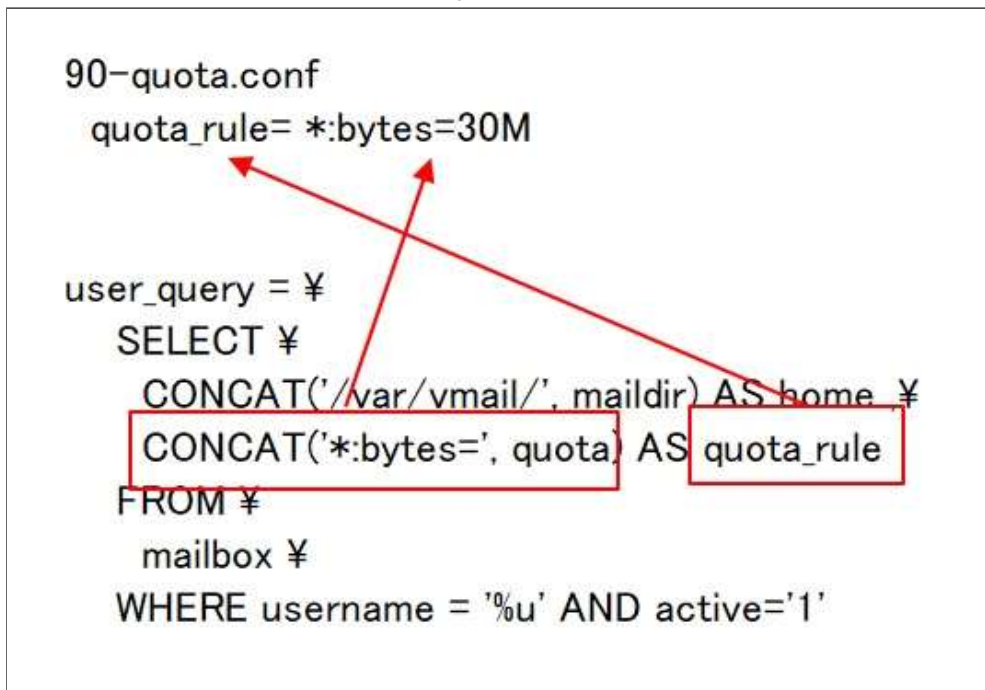 90-quota.conf
quota_rule= *:bytes=30M
user_query = ¥
SELECT ¥
CONCAT('/var/vmail/', maildir) AS home ,¥
CONCAT('*:bytes=', quota) AS quota_rule
FROM ¥
mailbox ¥
WHERE username = '%u' AND active='1'